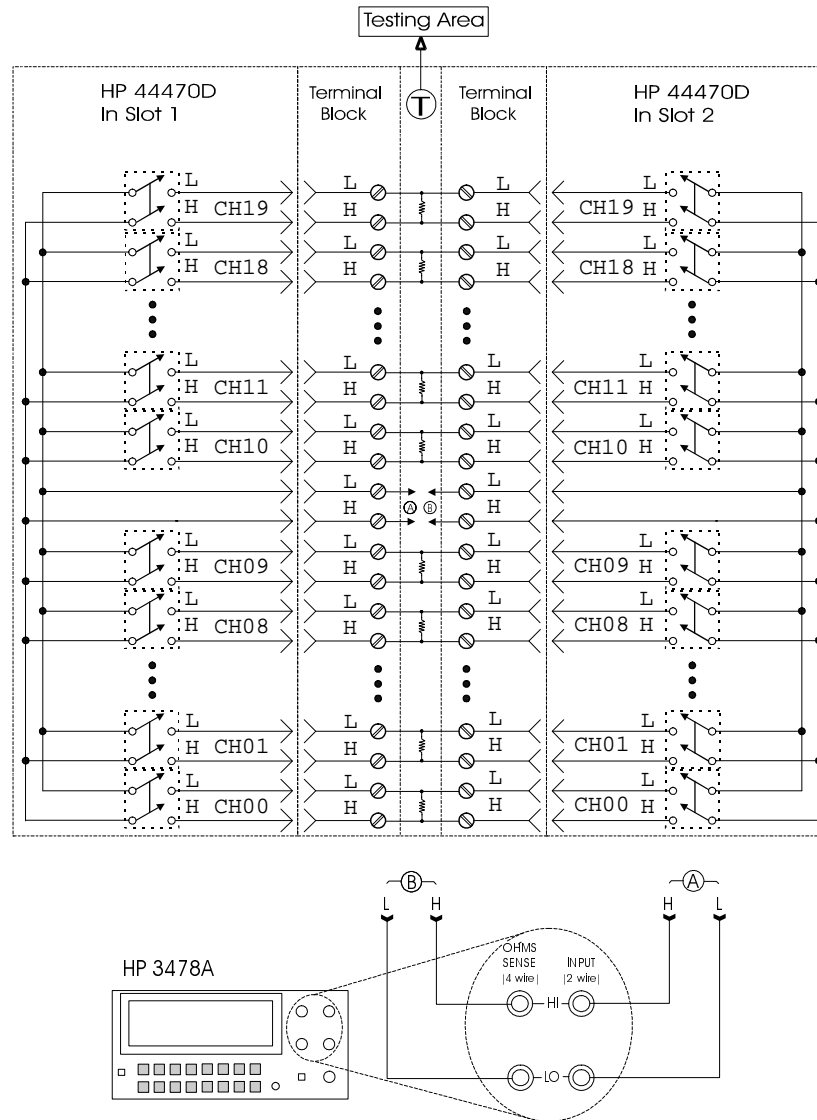 Testing Area
HP 44470D
In Slot 1
Terminal
Block
T
Terminal
Block
HP 44470D
In Slot 2
L L L L
H CH19 H H CH19 H
L L L L
H CH18 H H CH18 H
L L L L
H CH11 H H CH11 H
L L L L
H CH10 H H CH10 H
L L
H A B H
L L L L
H CH09 H H CH09 H
L L L L
H CH08 H H CH08 H
L L L L
H CH01 H H CH01 H
L L L L
H CH00 H H CH00 H
B A
L H H L
HP 3478A
OHMS
SENSE
|4 wire|
INPUT
|2 wire|
HI
LO